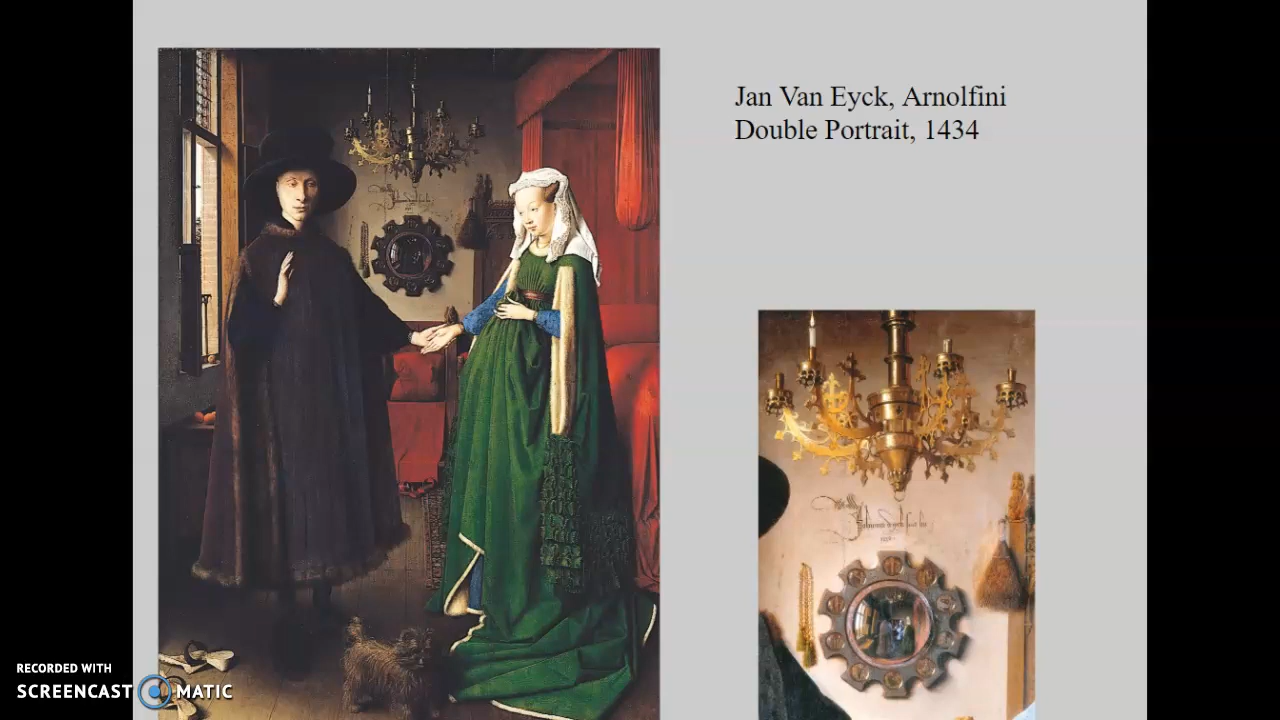 Jan Van Eyck, Arnolfini
Double Portrait, 1434
RECORDED WITH
SCREENCAST MATIC